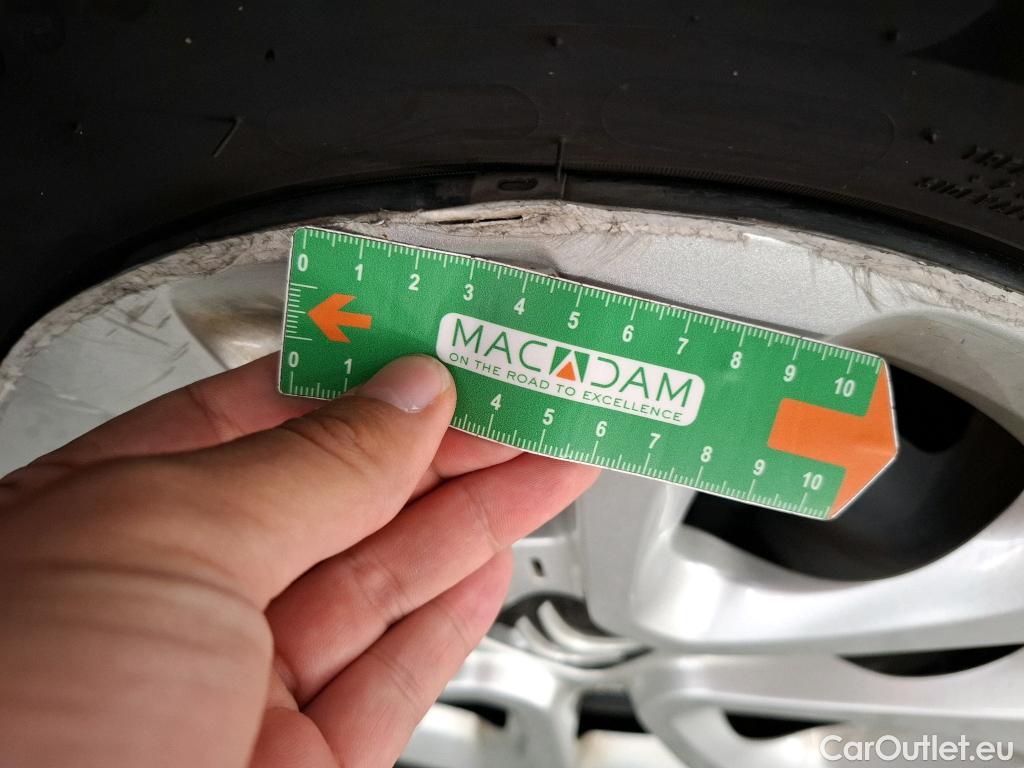 0 1 2 3 4 5 6 7 8 9 10
MACADAM
ON THE ROAD TO EXCELLENCE
0 1 4 5 6 7 8 9 10
CarOutlet.eu